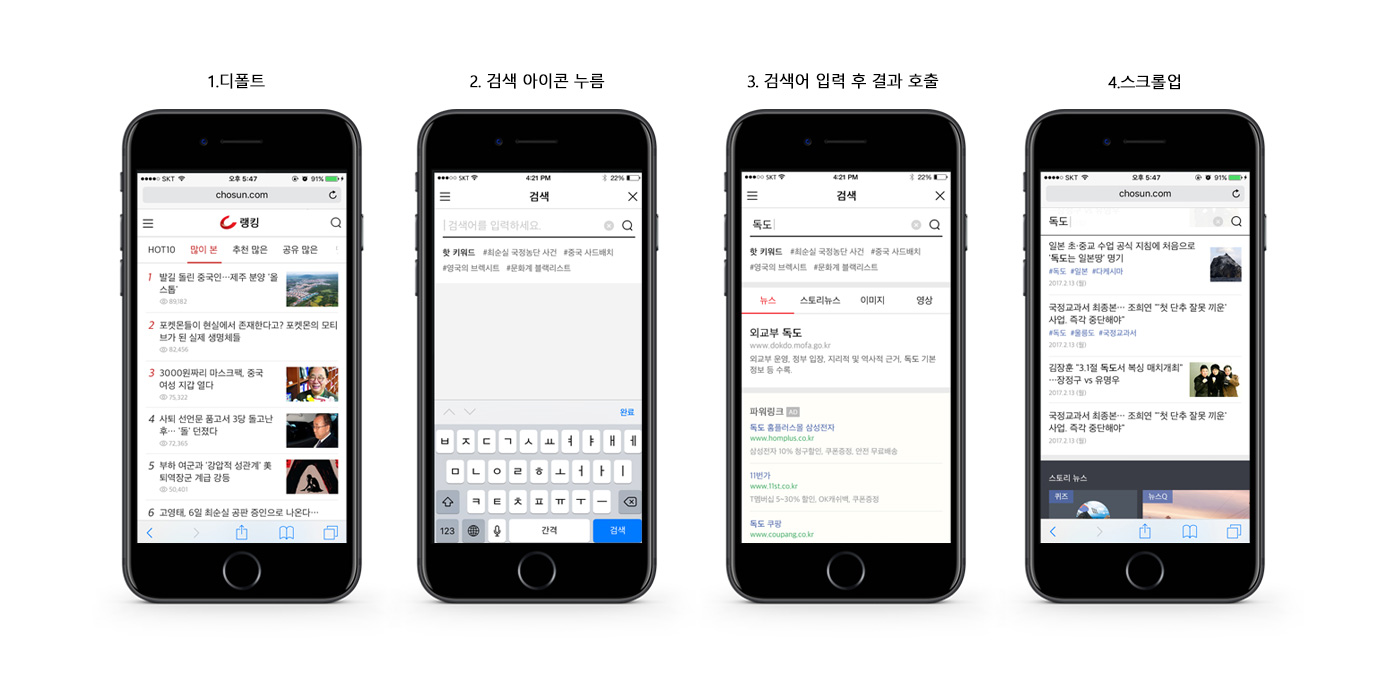 1.디폴트
2. 검색 아이콘 누름
3. 검색어 입력 후 결과 호출
4.스크롤업
SKT
오후 5:47
91%
chosun.com
랭킹
HOT10
많이 본
추천 많은
공유 많은
1 발길 돌린 중국인…제주 분양 '올
스톱'
89,182
2 포켓몬들이 현실에서 존재한다고? 포켓몬의 모티
브가 된 실제 생명체들
82,456
3 3000원짜리 마스크팩, 중국
여성 지갑 열다
75,322
4 사퇴 선언문 품고서 3당 돌고난
후… '돌' 던졌다
72,365
5 부하 여군과 '강압적 성관계' 美
퇴역장군 계급 강등
50,401
6 고영태, 6일 최순실 공판 증인으로 나온다…
SKT
4:21 PM
22%
검색
검색어를 입력하세요.
핫 키워드 #최순실 국정농단 사건 #중국 사드배치
#영국의 브렉시트 #문화계 블랙리스트
완료
ㅂ ㅈ ㄷ ㄱ ㅅ ㅛ ㅕ ㅑ ㅐ ㅔ
ㅁ ㄴ ㅇ ㄹ ㅎ ㅗ ㅓ ㅏ ㅣ
ㅋ ㅌ ㅊ ㅍ ㅠ ㅜ ㅡ
123 간격 검색
SKT
4:21 PM
22%
검색
독도
핫 키워드 #최순실 국정농단 사건 #중국 사드배치
#영국의 브렉시트 #문화계 블랙리스트
뉴스
스토리뉴스
이미지
영상
외교부 독도
www.dokdo.mofa.go.kr
외교부 운영, 정부 입장, 지리적 및 역사적 근거, 독도 기본
정보 등 수록.
파워링크 AD
독도 홈플러스몰 삼성전자
www.homplus.co.kr
삼성전자 10% 청구할인, 쿠폰증정, 안전 무료배송
11번가
www.11st.co.kr
T멤버십 5~30% 할인, OK캐쉬백, 쿠폰증정
독도 쿠팡
www.coupang.co.kr
SKT
오후 5:47
91%
chosun.com
독도
일본 초·중교 수업 공식 지침에 처음으로
'독도는 일본땅' 명기
#독도 #일본 #다케시마
2017.2.13 (월)
국정교과서 최종본… 조희연 "'첫 단추 잘못 끼운'
사업, 즉각 중단해야"
#독도 #울릉도 #국정교과서
2017.2.13 (월)
김장훈 "3.1절 독도서 복싱 매치개최"
…장정구 vs 유명우
2017.2.13 (월)
국정교과서 최종본… 조희연 "'첫 단추 잘못 끼운'
사업, 즉각 중단해야"
2017.2.13 (월)
스토리 뉴스
퀴즈
뉴스Q